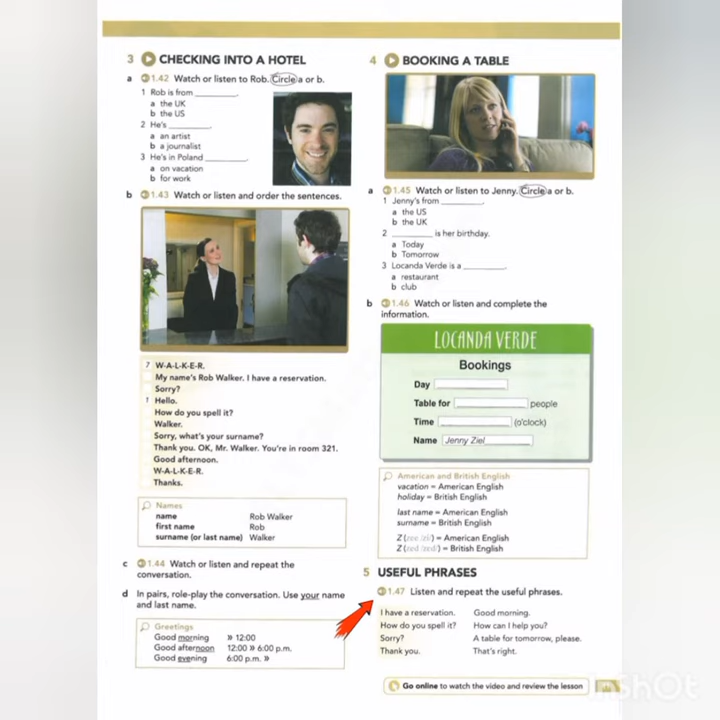 3 CHECKING INTO A HOTEL
a 1.42 Watch or listen to Rob. Circle a or b.
1 Rob is from ________.
a the UK
b the US
2 He's ________.
a an artist
b a journalist
3 He's in Poland ________.
a on vacation
b for work
b 1.43 Watch or listen and order the sentences.
7 W-A-L-K-E-R.
My name's Rob Walker. I have a reservation.
Sorry?
1 Hello.
How do you spell it?
Walker.
Sorry, what's your surname?
Thank you. OK, Mr. Walker. You're in room 321.
Good afternoon.
W-A-L-K-E-R.
Thanks.
Names
name Rob Walker
first name Rob
surname (or last name) Walker
c 1.44 Watch or listen and repeat the
conversation.
d In pairs, role-play the conversation. Use your name
and last name.
Greetings
Good morning » 12:00
Good afternoon 12:00 » 6:00 p.m.
Good evening 6:00 p.m. »
4 BOOKING A TABLE
a 1.45 Watch or listen to Jenny. Circle a or b.
1 Jenny's from ________.
a the US
b the UK
2 ________ is her birthday.
a Today
b Tomorrow
3 Locanda Verde is a ________.
a restaurant
b club
b 1.46 Watch or listen and complete the
information.
LOCANDA VERDE
Bookings
Day
Table for people
Time (o'clock)
Name Jenny Ziel
American and British English
vacation = American English
holiday = British English
last name = American English
surname = British English
Z (zee /zi/) = American English
Z (zed /zed/) = British English
5 USEFUL PHRASES
1.47 Listen and repeat the useful phrases.
I have a reservation. Good morning.
How do you spell it? How can I help you?
Sorry? A table for tomorrow, please.
Thank you. That's right.
Go online to watch the video and review the lesson
InShOt